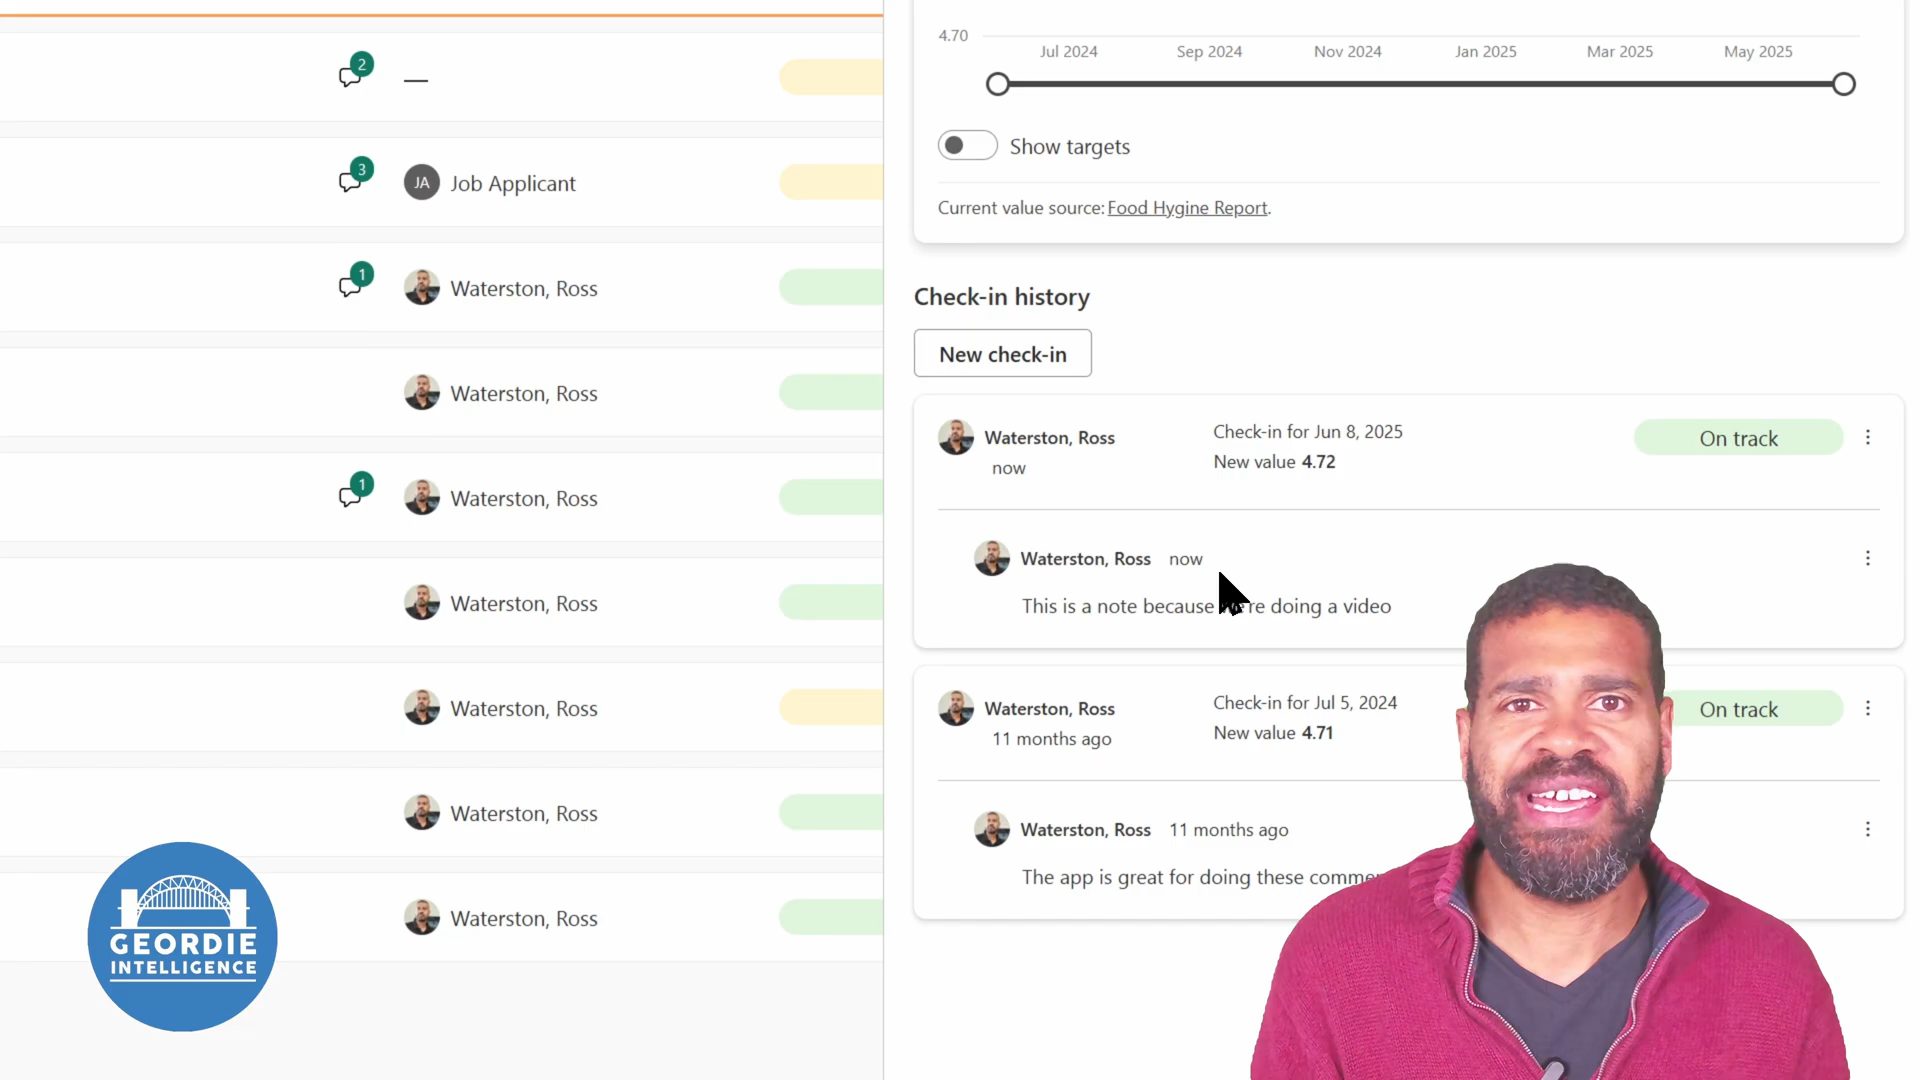 2
—
3
JA
Job Applicant
1
Waterston, Ross
Waterston, Ross
1
Waterston, Ross
Waterston, Ross
Waterston, Ross
Waterston, Ross
Waterston, Ross
GEORDIE
INTELLIGENCE
4.70
Jul 2024 Sep 2024 Nov 2024 Jan 2025 Mar 2025 May 2025
Show targets
Current value source: Food Hygine Report.
Check-in history
New check-in
Waterston, Ross
now
Check-in for Jun 8, 2025
New value 4.72
On track
Waterston, Ross now
This is a note because doing a video
Waterston, Ross
11 months ago
Check-in for Jul 5, 2024
New value 4.71
On track
Waterston, Ross 11 months ago
The app is great for doing these